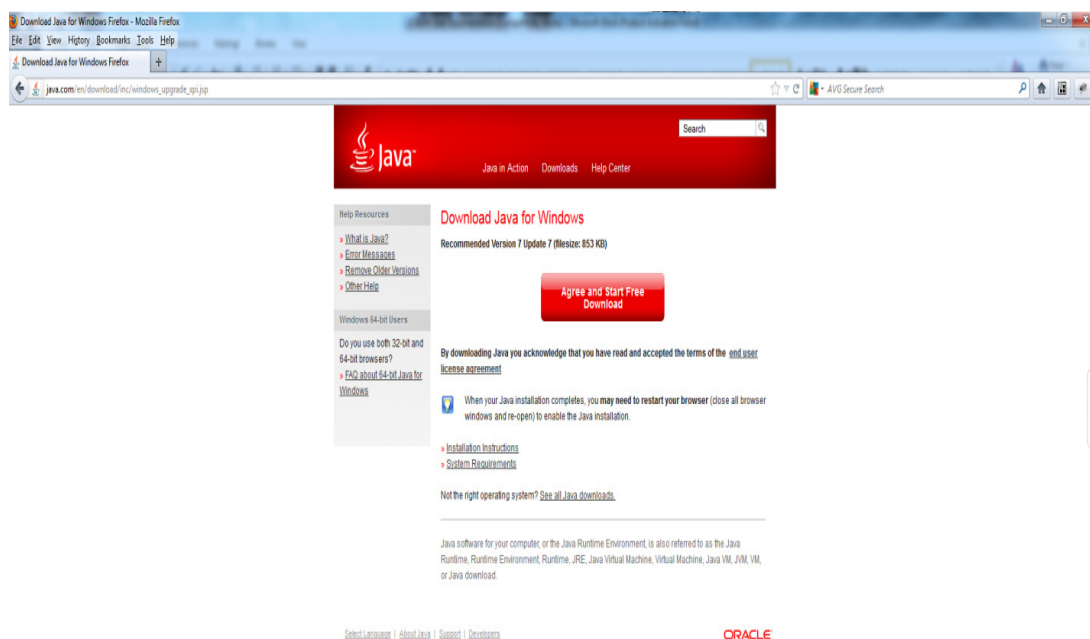 Download Java for Windows Firefox - Mozilla Firefox
File Edit View History Bookmarks Tools Help
Download Java for Windows Firefox +
java.com/en/download/inc/windows_upgrade_xpi.jsp
AVG Secure Search
Java™
Search
Java in Action Downloads Help Center
Help Resources
» What is Java?
» Error Messages
» Remove Older Versions
» Other Help
Windows 64-bit Users
Do you use both 32-bit and
64-bit browsers?
» FAQ about 64-bit Java for
Windows
Download Java for Windows
Recommended Version 7 Update 7 (filesize: 853 KB)
Agree and Start Free
Download
By downloading Java you acknowledge that you have read and accepted the terms of the end user
license agreement
When your Java installation completes, you may need to restart your browser (close all browser
windows and re-open) to enable the Java installation.
» Installation Instructions
» System Requirements
Not the right operating system? See all Java downloads.
Java software for your computer, or the Java Runtime Environment, is also referred to as the Java
Runtime, Runtime Environment, Runtime, JRE, Java Virtual Machine, Virtual Machine, Java VM, JVM, VM,
or Java download.
Select Language | About Java | Support | Developers
ORACLE